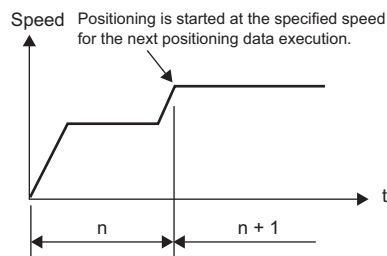 Speed
Positioning is started at the specified speed
for the next positioning data execution.
t
n
n + 1